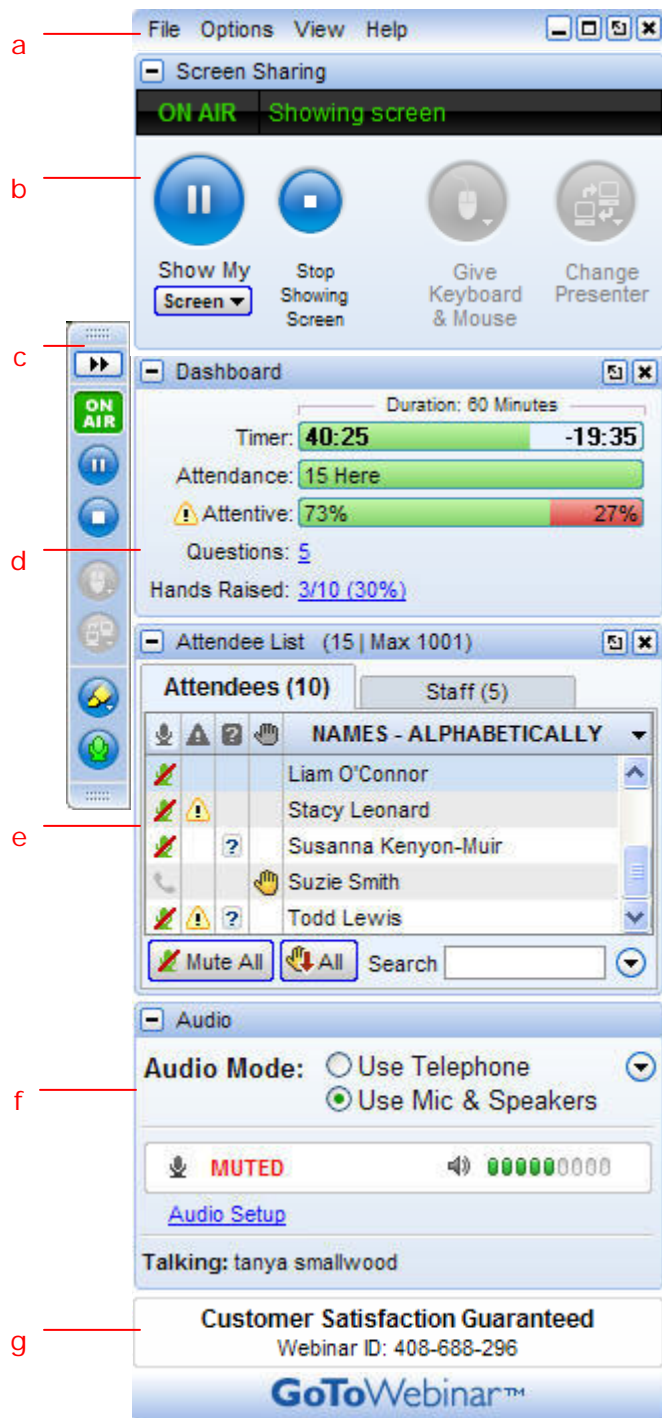 a
File Options View Help
Screen Sharing
ON AIR Showing screen
b
Show My
Screen
Stop
Showing
Screen
Give
Keyboard
& Mouse
Change
Presenter
c
ON
AIR
Dashboard
Duration: 60 Minutes
Timer: 40:25 -19:35
Attendance: 15 Here
Attentive: 73% 27%
d
Questions: 5
Hands Raised: 3/10 (30%)
Attendee List (15 | Max 1001)
Attendees (10) Staff (5)
NAMES - ALPHABETICALLY
Liam O'Connor
Stacy Leonard
e
Susanna Kenyon-Muir
Suzie Smith
Todd Lewis
Mute All All Search
Audio
Audio Mode: Use Telephone
f
Use Mic & Speakers
MUTED
Audio Setup
Talking: tanya smallwood
g
Customer Satisfaction Guaranteed
Webinar ID: 408-688-296
GoToWebinar™